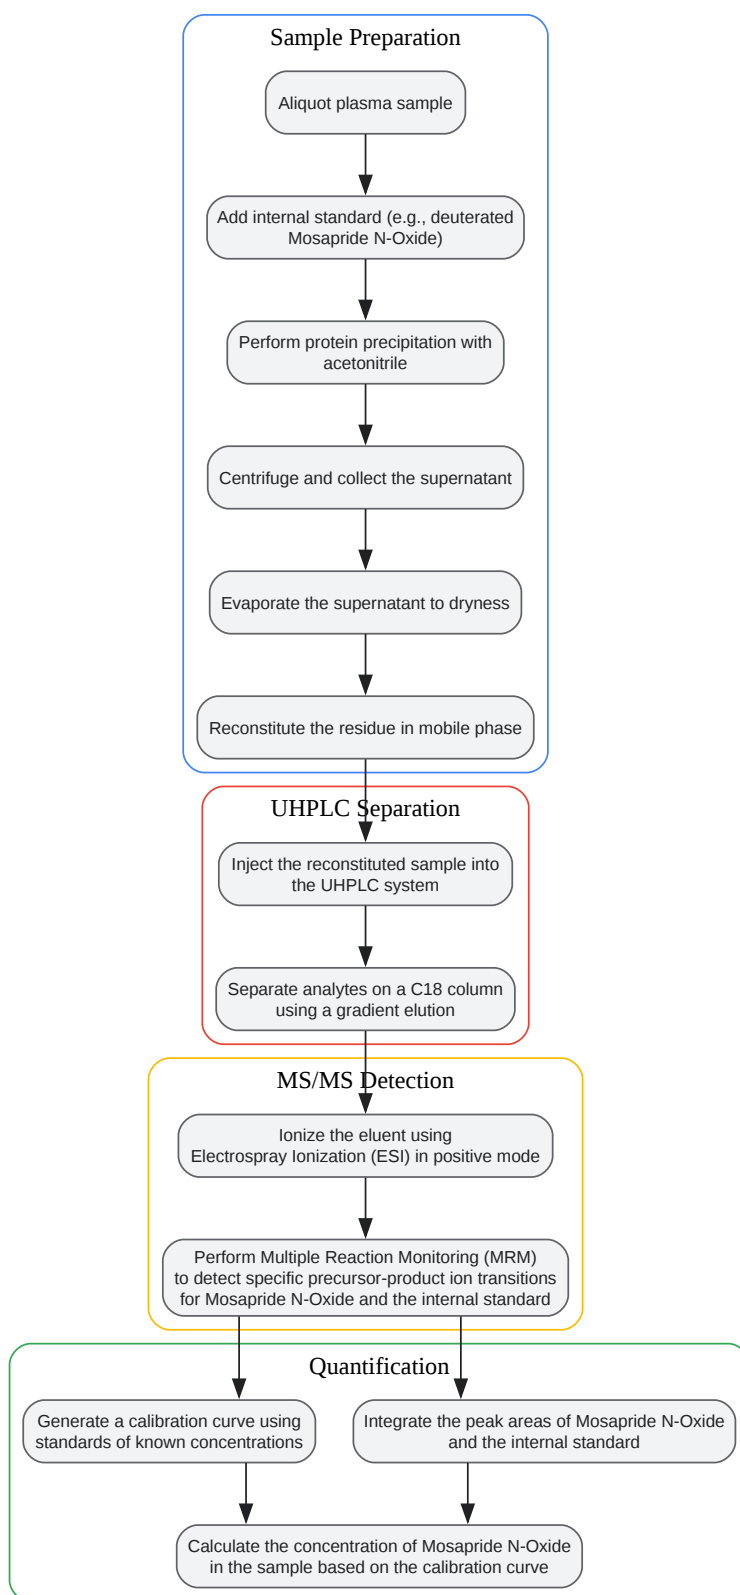 Sample Preparation
Aliquot plasma sample
Add internal standard (e.g., deuterated
Mosapride N-Oxide)
Perform protein precipitation with
acetonitrile
Centrifuge and collect the supernatant
Evaporate the supernatant to dryness
Reconstitute the residue in mobile phase
UHPLC Separation
Inject the reconstituted sample into
the UHPLC system
Separate analytes on a C18 column
using a gradient elution
MS/MS Detection
Ionize the eluent using
Electrospray Ionization (ESI) in positive mode
Perform Multiple Reaction Monitoring (MRM)
to detect specific precursor-product ion transitions
for Mosapride N-Oxide and the internal standard
Quantification
Generate a calibration curve using
standards of known concentrations
Integrate the peak areas of Mosapride N-Oxide
and the internal standard
Calculate the concentration of Mosapride N-Oxide
in the sample based on the calibration curve